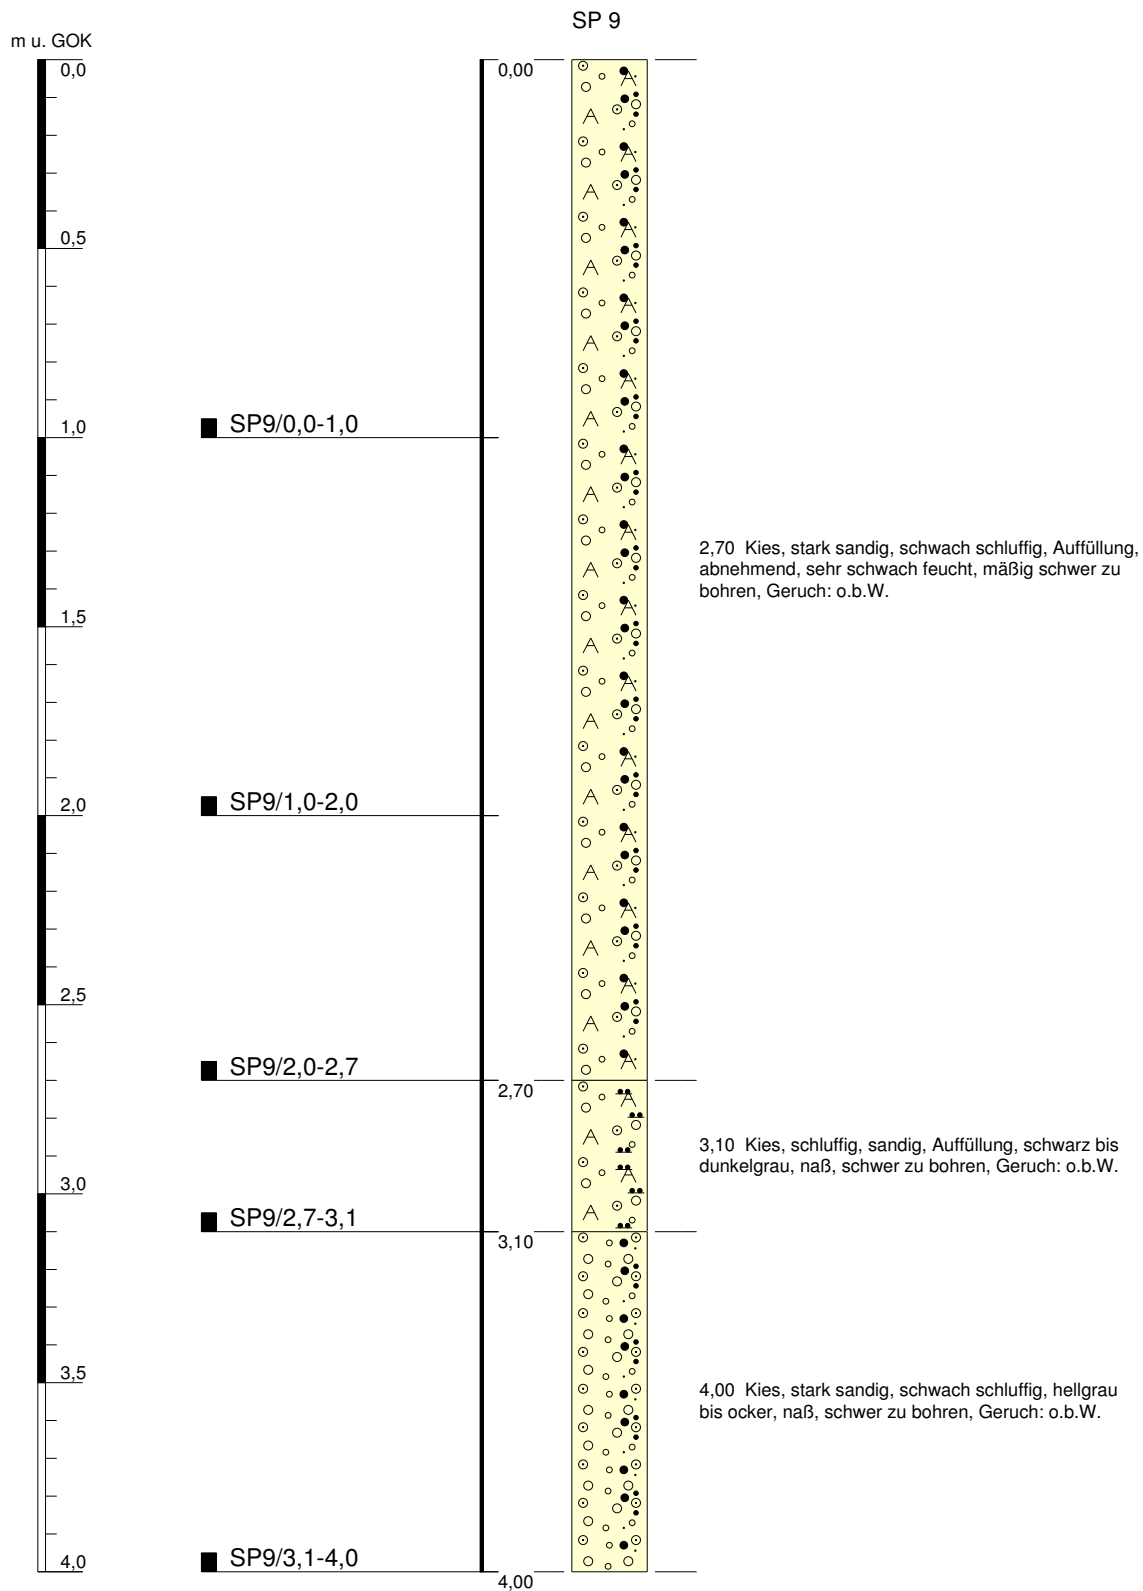 SP 9
m u. GOK
0,0
0,00
0,5
SP9/0,0-1,0
1,0
2,70 Kies, stark sandig, schwach schluffig, Auffüllung,
abnehmend, sehr schwach feucht, mäßig schwer zu
bohren, Geruch: o.b.W.
1,5
SP9/1,0-2,0
2,0
2,5
SP9/2,0-2,7
2,70
3,10 Kies, schluffig, sandig, Auffüllung, schwarz bis
dunkelgrau, naß, schwer zu bohren, Geruch: o.b.W.
3,0
SP9/2,7-3,1
3,10
3,5
4,00 Kies, stark sandig, schwach schluffig, hellgrau
bis ocker, naß, schwer zu bohren, Geruch: o.b.W.
SP9/3,1-4,0
4,0
4,00